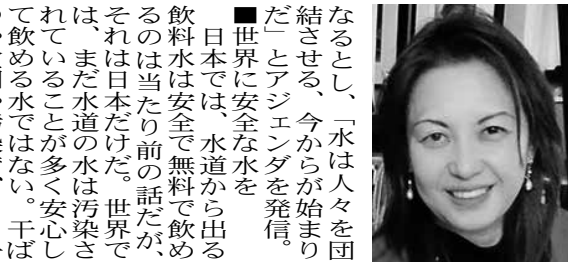 なるとし、「水は人々を団
結させる、今からが始まり
だ」とアジェンダを発信。
■世界に安全な水を
日本では、水道から出る
飲料水は安全で無料で飲め
るのは当たり前の話だが、
それは日本だけだ。世界で
は、まだ水道の水は汚染さ
れていることが多く安心し
て飲める水ではない。干ば